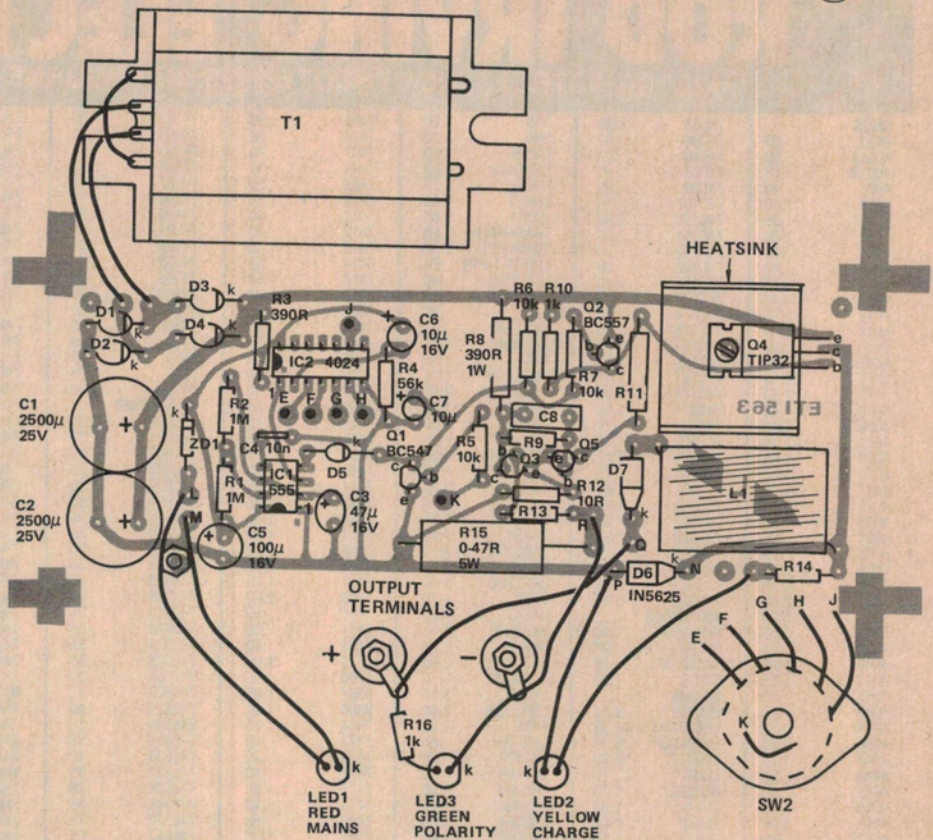 T1
HEATSINK
D3
k
D1
k
D2
k
D4
k
R3
390R
J
IC2 4024
1
E F G H
C6
10µ
16V
R4
56k
C7
10µ
R6
10k
R10
1k
Q2
BC557
e
b
c
R8
390R
1W
R7
10k
R11
Q4
TIP32
e
c
b
ETI 563
C1
2500µ
25V
C2
2500µ
25V
k
ZD1
R2
1M
R1
1M
C4
10n
IC1
555
1
D5
k
C3
47µ
16V
C5
100µ
16V
Q1
BC547
c
b
e
K
R5
10k
C8
R9
Q3
b
e
c
Q5
e
c
b
R12
10R
R13
R
D7
k
L1
L
M
R15
0-47R
5W
Q
P
D6
k
N
IN5625
R14
OUTPUT
TERMINALS
+
-
R16
1k
E F G H J
K
SW2
k
LED1
RED
MAINS
k
LED3
GREEN
POLARITY
k
LED2
YELLOW
CHARGE